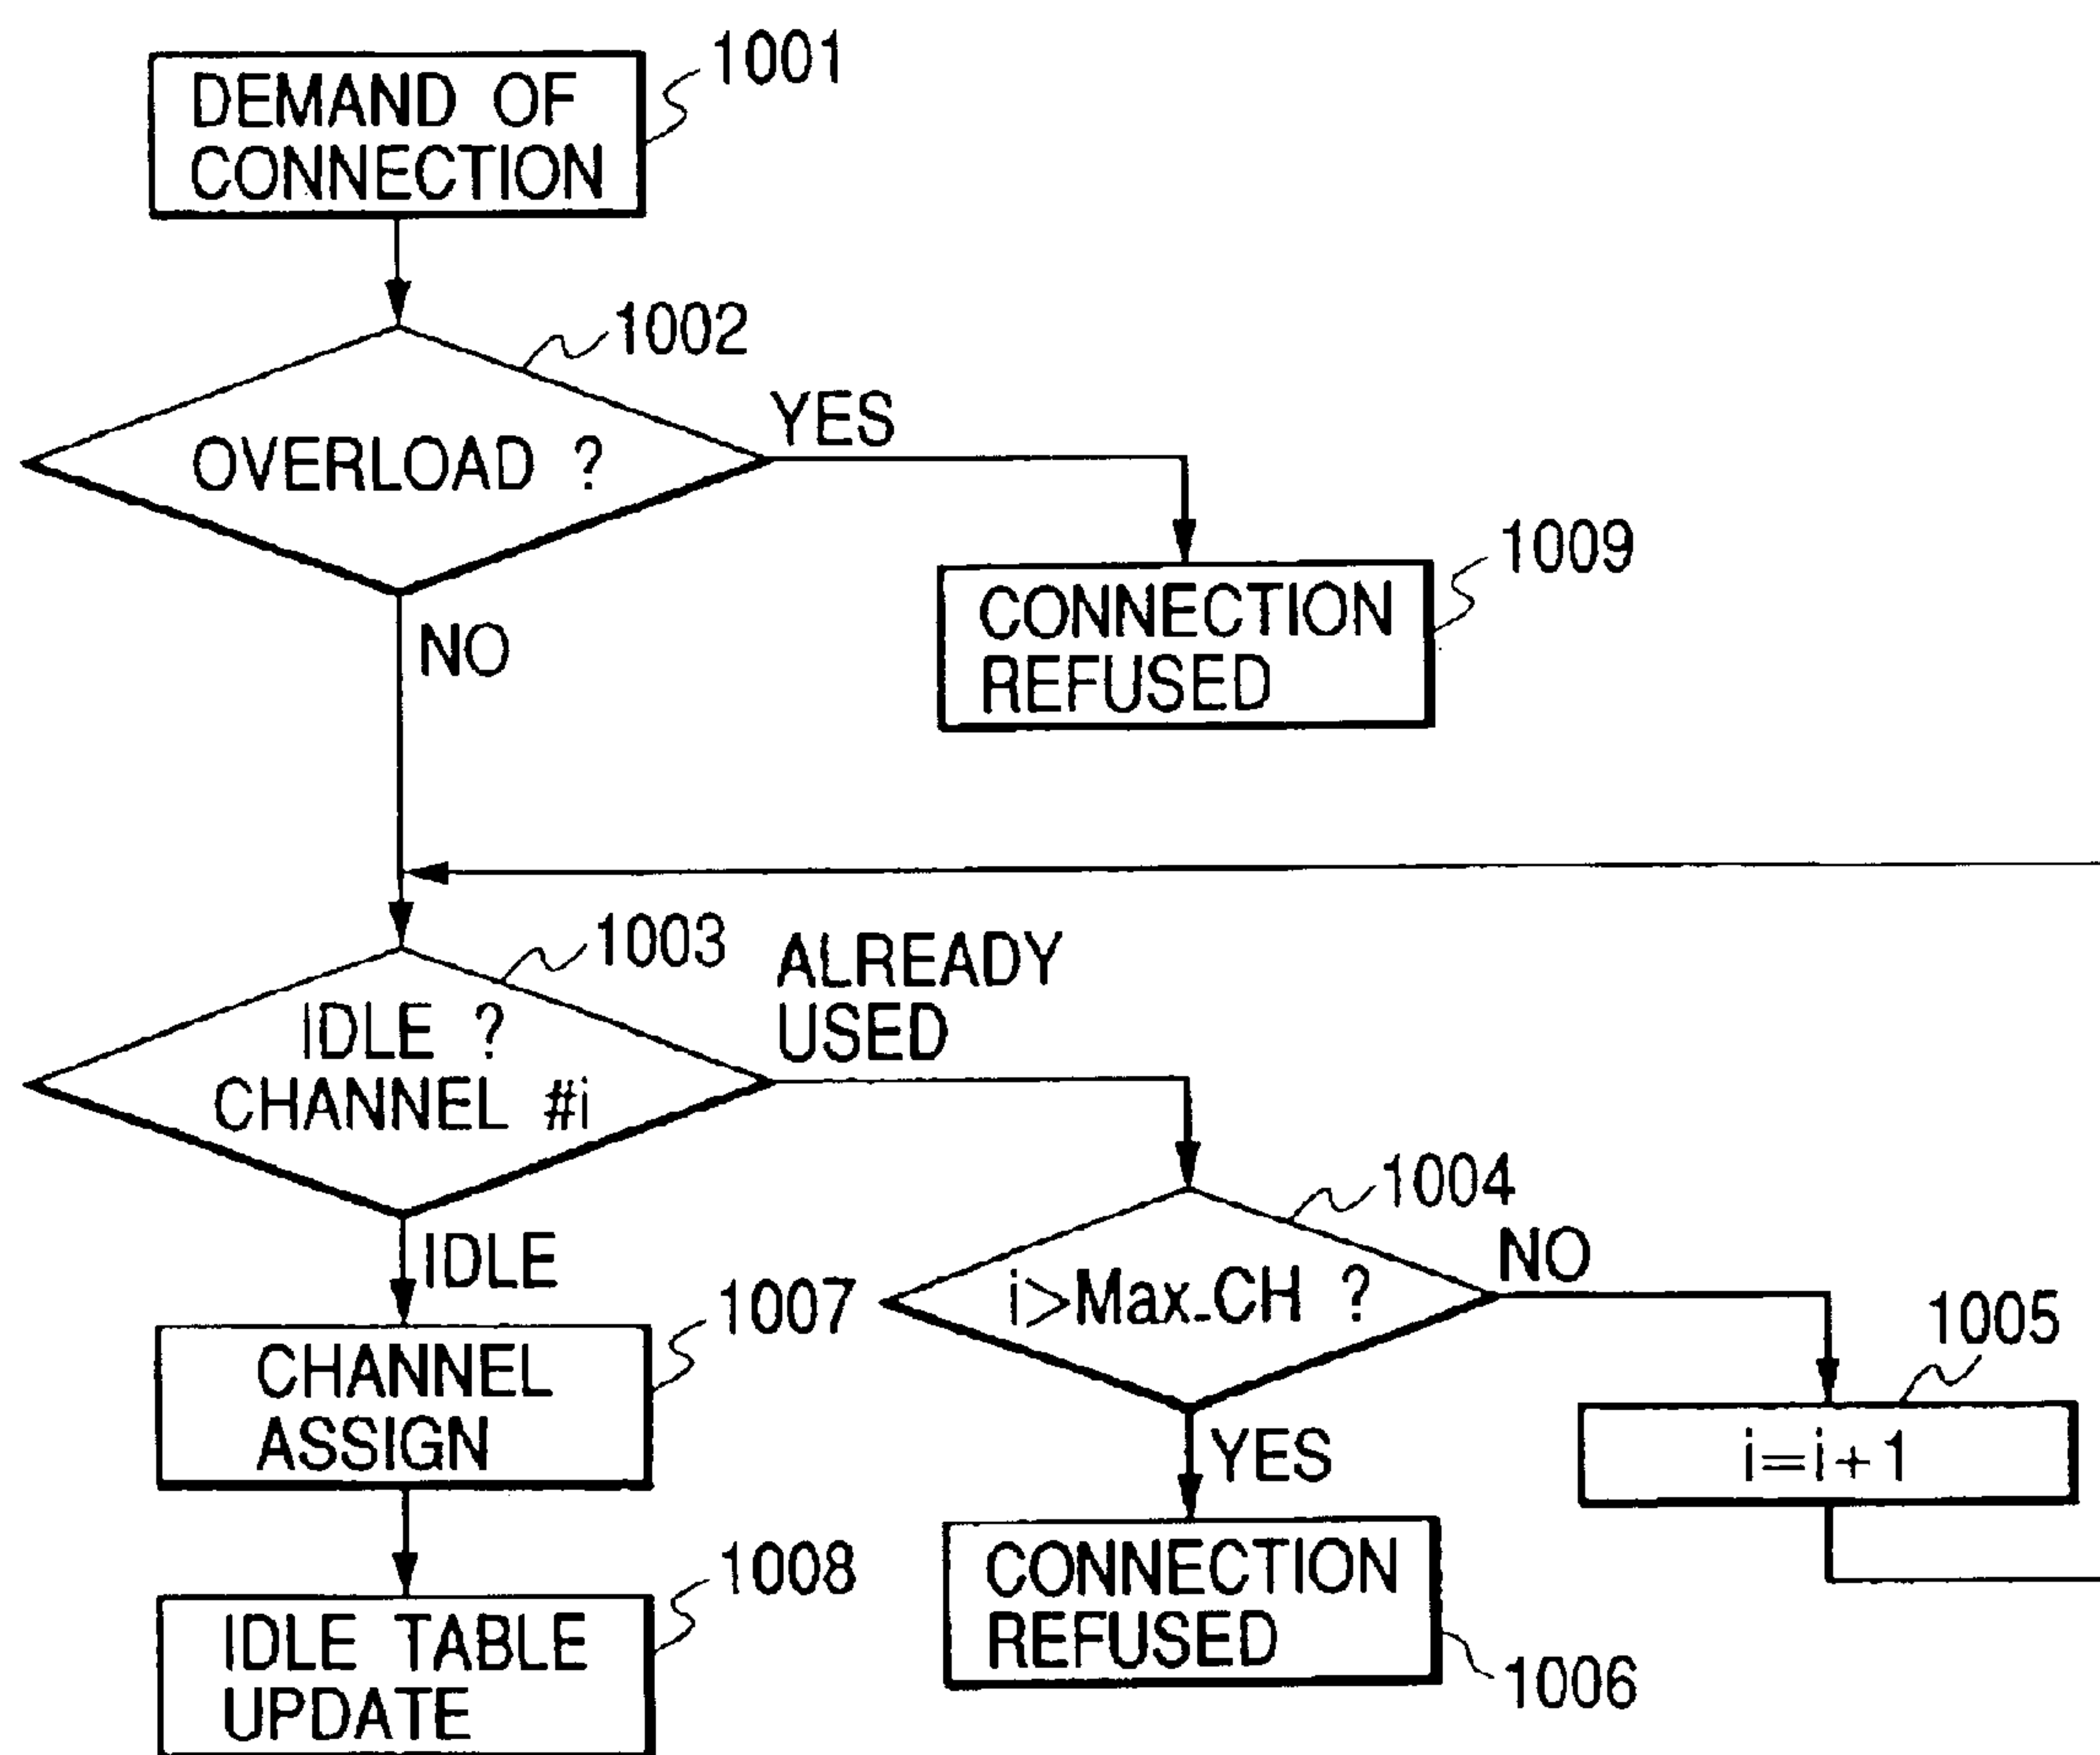 DEMAND OF
CONNECTION
1001
1002
OVERLOAD ?
YES
NO
CONNECTION
REFUSED
1009
1003
IDLE ?
CHANNEL #i
ALREADY
USED
IDLE
1004
i>Max.CH ?
NO
YES
1005
i=i+1
CHANNEL
ASSIGN
1007
CONNECTION
REFUSED
1006
IDLE TABLE
UPDATE
1008